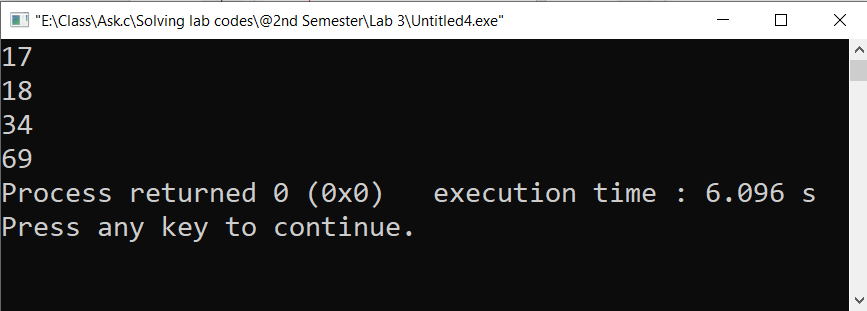 "E:\Class\Ask.c\Solving lab codes\@2nd Semester\Lab 3\Untitled4.exe"
17
18
34
69
Process returned 0 (0x0)   execution time : 6.096 s
Press any key to continue.